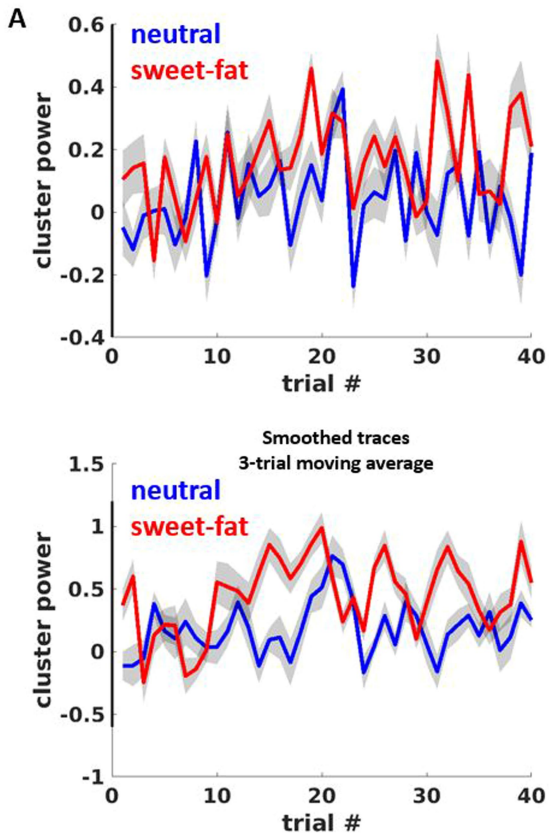 A
neutral
sweet-fat
cluster power
0.6
0.4
0.2
0
-0.2
-0.4
0 10 20 30 40
trial #
Smoothed traces
3-trial moving average
neutral
sweet-fat
cluster power
1.5
1
0.5
0
-0.5
-1
0 10 20 30 40
trial #